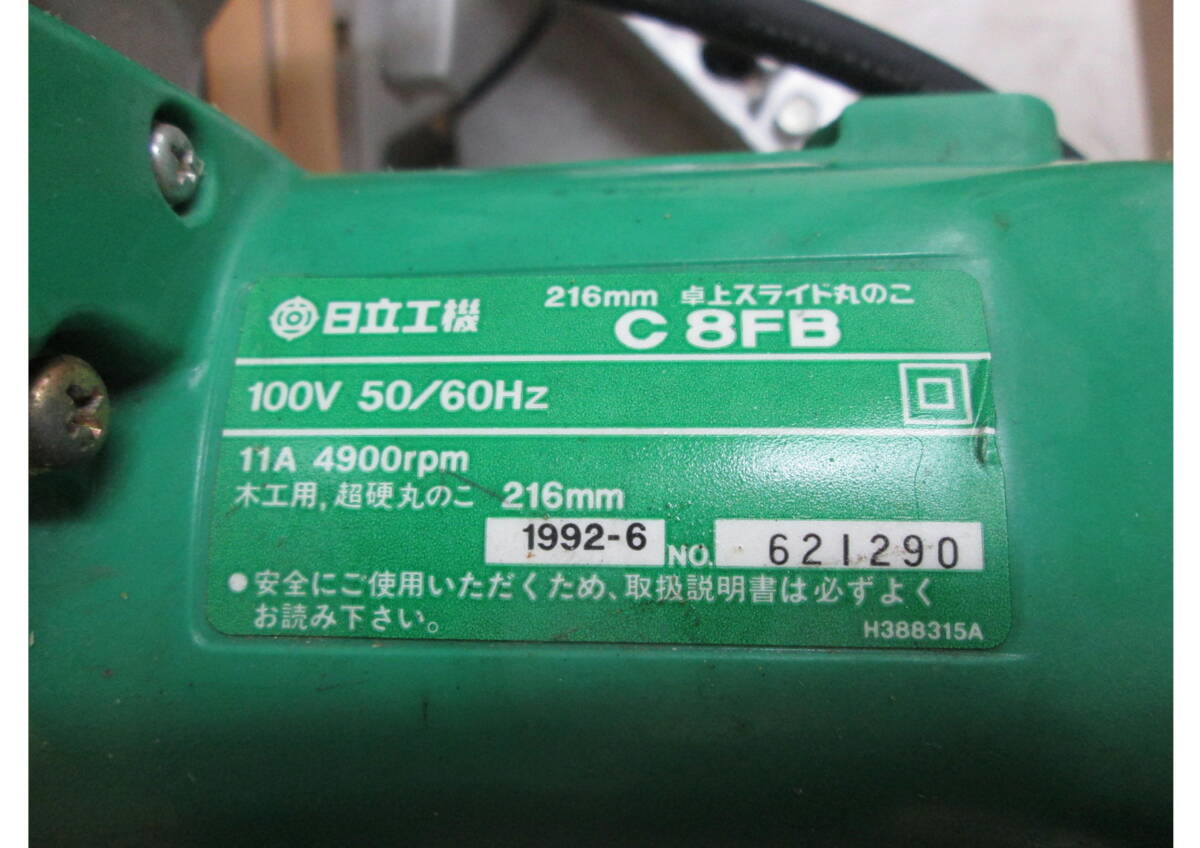 日立工機
216mm 卓上スライド丸のこ
C 8FB
100V 50/60Hz
11A 4900rpm
木工用,超硬丸のこ 216mm
1992-6 NO. 621290
●安全にご使用いただくため、取扱説明書は必ずよく
お読み下さい。
H388315A